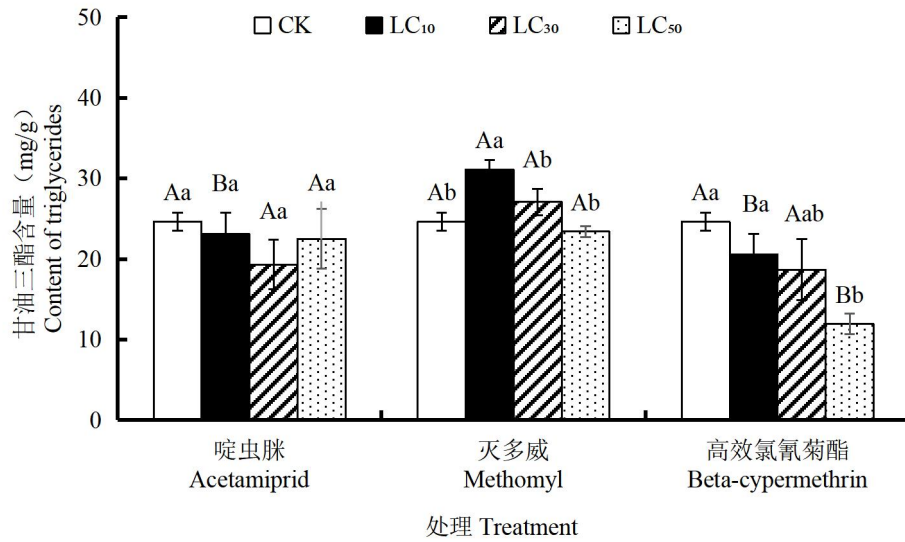 50
40
30
20
10
0
甘油三酯含量（mg/g）
Content of triglycerides
CK LC₁₀ LC₃₀ LC₅₀
Aa Ba Aa Aa
Ab Aa Ab Ab
Aa Ba Aab Bb
啶虫脒 灭多威 高效氯氰菊酯
Acetamiprid Methomyl Beta-cypermethrin
处理 Treatment